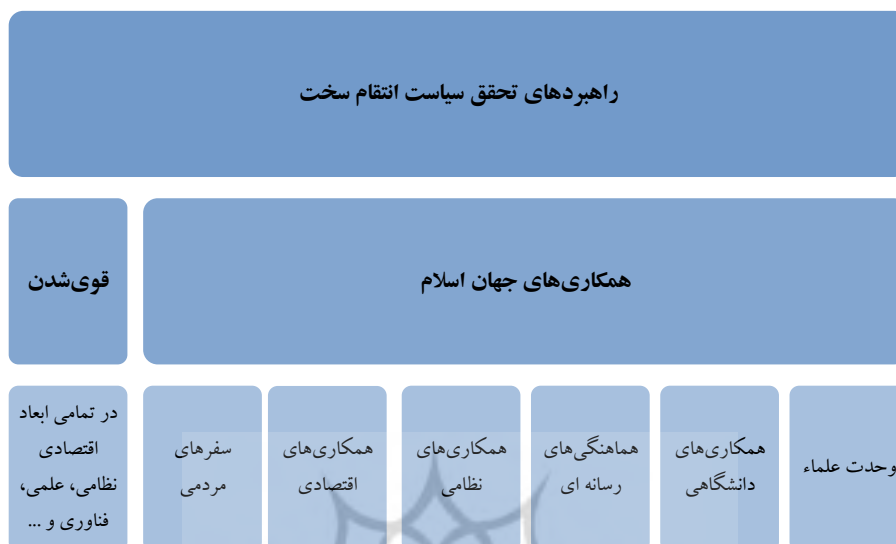 راهبردهای تحقق سیاست انتقام سخت
همکاری‌های جهان اسلام
قوی‌شدن
وحدت علماء
همکاری‌های
دانشگاهی
هماهنگی‌های
رسانه ای
همکاری‌های
نظامی
همکاری‌های
اقتصادی
سفرهای
مردمی
در تمامی ابعاد
اقتصادی
نظامی، علمی،
فناوری و ...